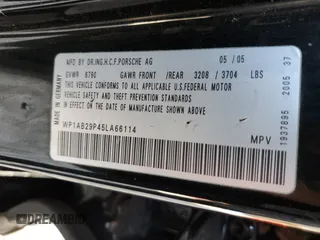 MFD. BY DR.ING.H.C.F.PORSCHE AG 05/05
GVWR 6790 GAWR FRONT /REAR 3208 / 3704 LBS
THIS VEHICLE CONFORMS TO ALL APPLICABLE U.S.FEDERAL MOTOR
VEHICLE SAFETY AND THEFT PREVENTION STANDARDS IN EFFECT ON THE
DATE OF MANUFACTURE SHOWN ABOVE.
WP1AB29P45LA66114 MPV
MADE IN GERMANY
1937895 2005 37
DREAMBID